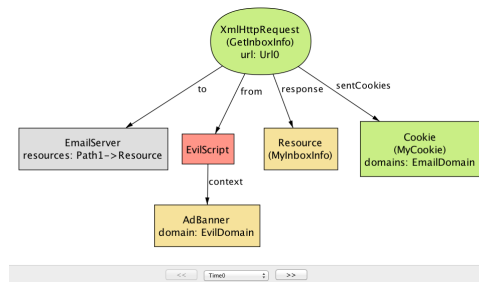 XmlHttpRequest
(GetInboxInfo)
url: Url0
to
from
response
sentCookies
EmailServer
resources: Path1->Resource
EvilScript
Resource
(MyInboxInfo)
Cookie
(MyCookie)
domains: EmailDomain
context
AdBanner
domain: EvilDomain
<< Time0 >>